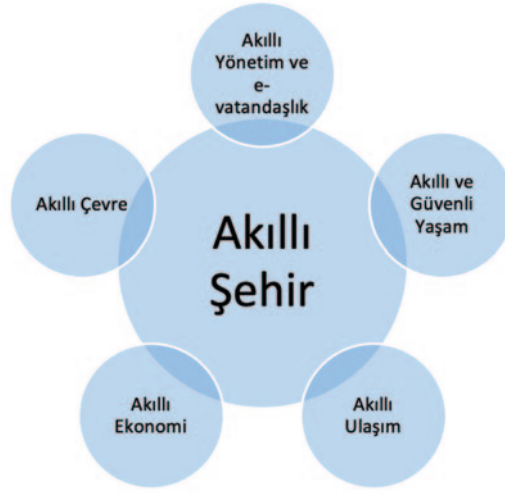 Akıllı
Yönetim ve
e-
vatandaşlık
Akıllı ve
Güvenli
Yaşam
Akıllı
Ulaşım
Akıllı
Ekonomi
Akıllı Çevre
Akıllı
Şehir